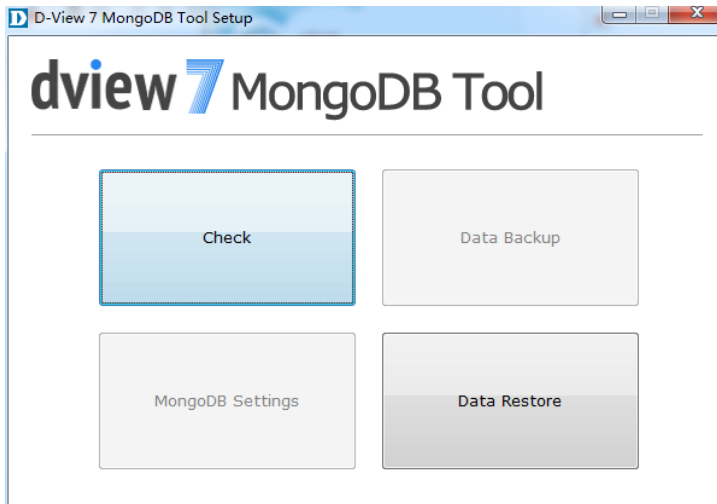 D-View 7 MongoDB Tool Setup
dview 7 MongoDB Tool
Check
Data Backup
MongoDB Settings
Data Restore